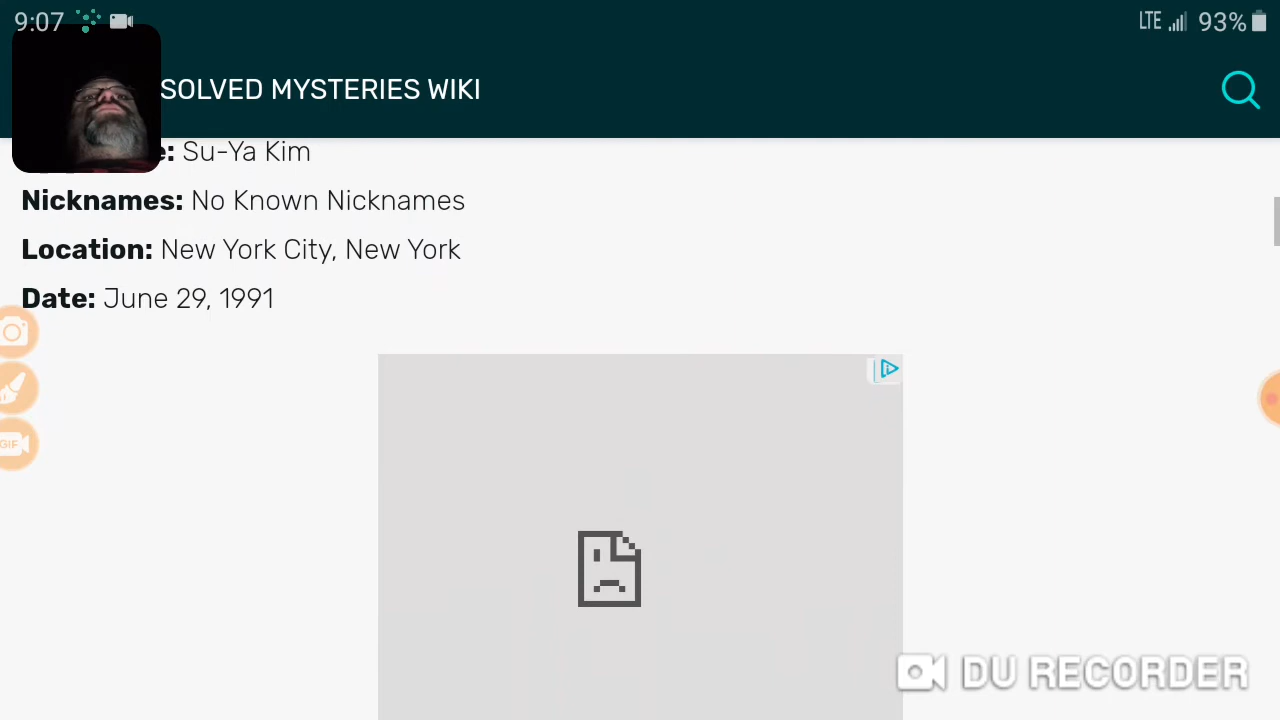 9:07 LTE 93%
SOLVED MYSTERIES WIKI
e: Su-Ya Kim
Nicknames: No Known Nicknames
Location: New York City, New York
Date: June 29, 1991
GIF
DU RECORDER